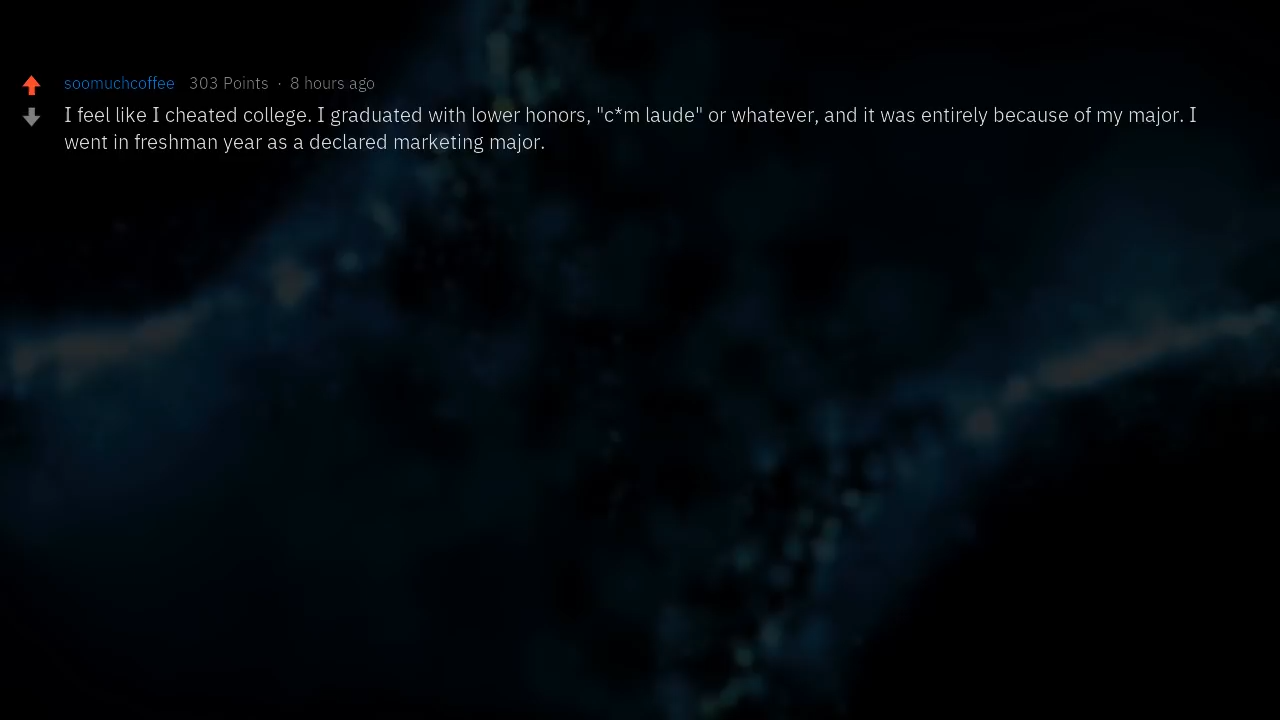 soomuchcoffee 303 Points · 8 hours ago
I feel like I cheated college. I graduated with lower honors, "c*m laude" or whatever, and it was entirely because of my major. I
went in freshman year as a declared marketing major.